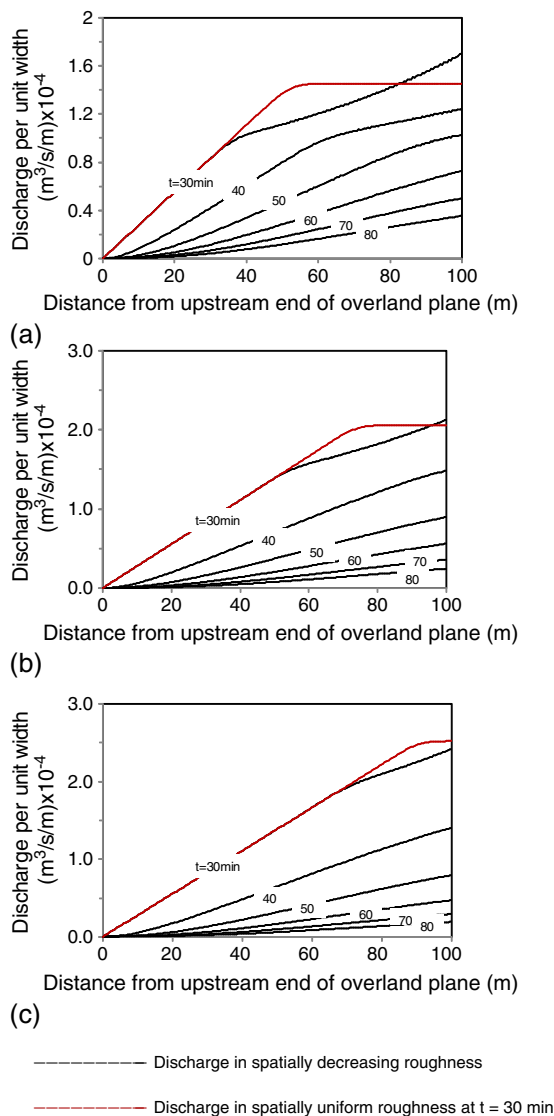 Discharge per unit width
(m³/s/m)x10⁻⁴
2
1.6
1.2
0.8
0.4
0
t=30min
40
50
60
70
80
0 20 40 60 80 100
Distance from upstream end of overland plane (m)
(a)
Discharge per unit width
(m³/s/m)x10⁻⁴
3.0
2.0
1.0
0.0
t=30min
40
50
60
70
80
0 20 40 60 80 100
Distance from upstream end of overland plane (m)
(b)
Discharge per unit width
(m³/s/m)x10⁻⁴
3.0
2.0
1.0
0.0
t=30min
40
50
60
70
80
0 20 40 60 80 100
Distance from upstream end of overland plane (m)
(c)
Discharge in spatially decreasing roughness
Discharge in spatially uniform roughness at t = 30 min